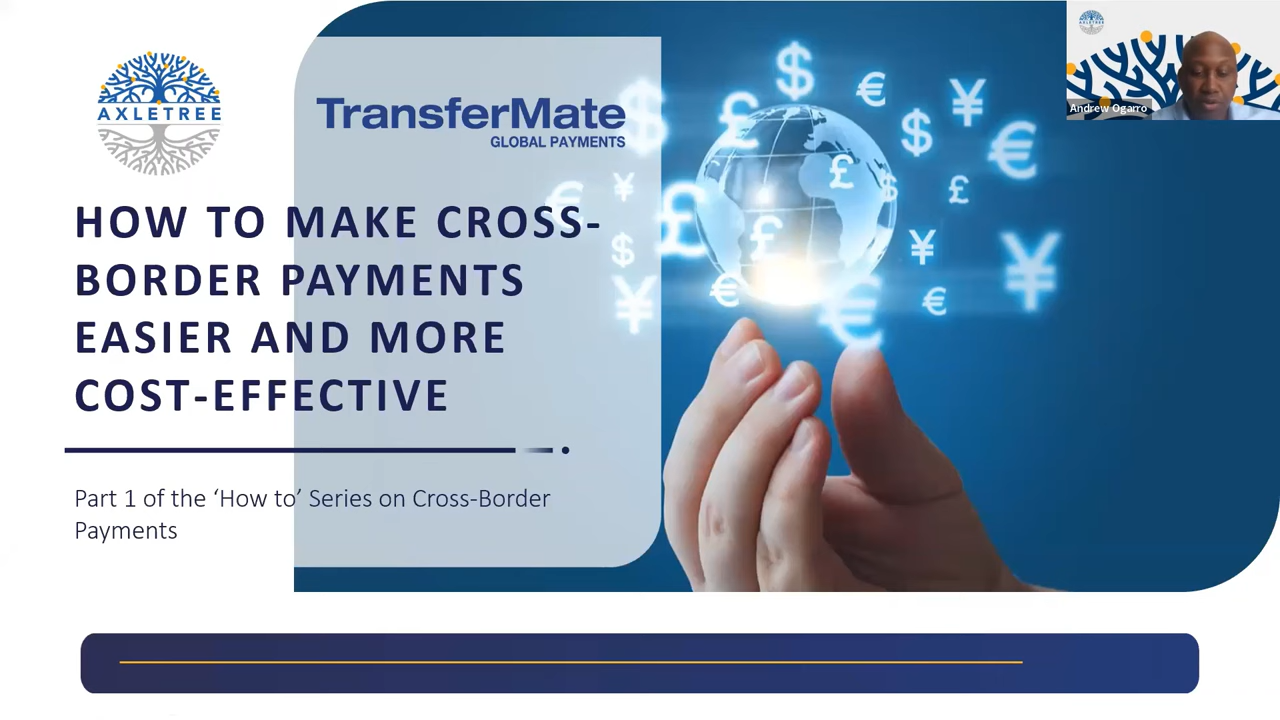 AXLETREE
TransferMate
GLOBAL PAYMENTS
HOW TO MAKE CROSS-
BORDER PAYMENTS
EASIER AND MORE
COST-EFFECTIVE
Part 1 of the ‘How to’ Series on Cross-Border
Payments
AXLETREE
Andrew Ogarro